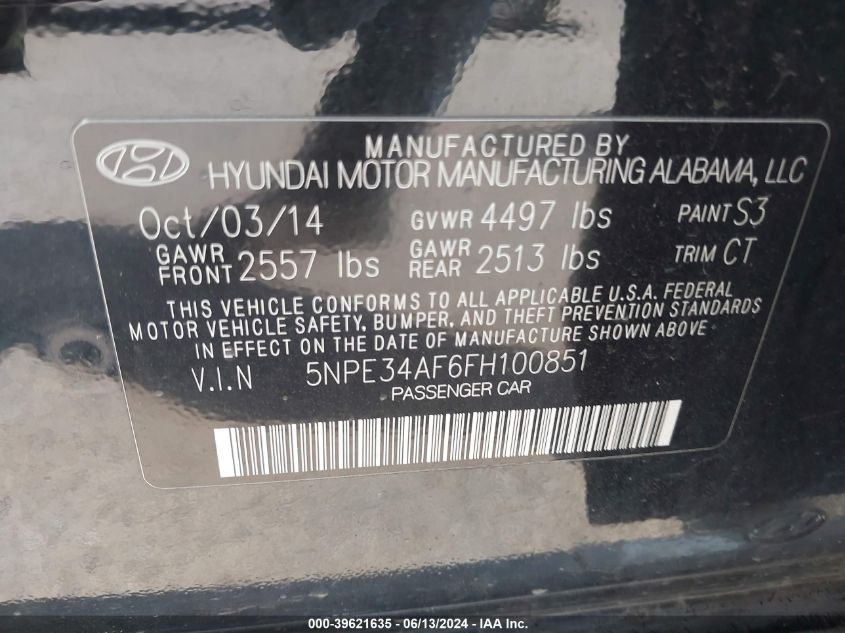 MANUFACTURED BY
HYUNDAI MOTOR MANUFACTURING ALABAMA, LLC
Oct/03/14 GVWR 4497 lbs PAINT S3
GAWR FRONT 2557 lbs GAWR REAR 2513 lbs TRIM CT
THIS VEHICLE CONFORMS TO ALL APPLICABLE U.S.A. FEDERAL
MOTOR VEHICLE SAFETY, BUMPER, AND THEFT PREVENTION STANDARDS
IN EFFECT ON THE DATE OF MANUFACTURE SHOWN ABOVE
V.I.N 5NPE34AF6FH100851
PASSENGER CAR
000-39621635 - 06/13/2024 - IAA Inc.